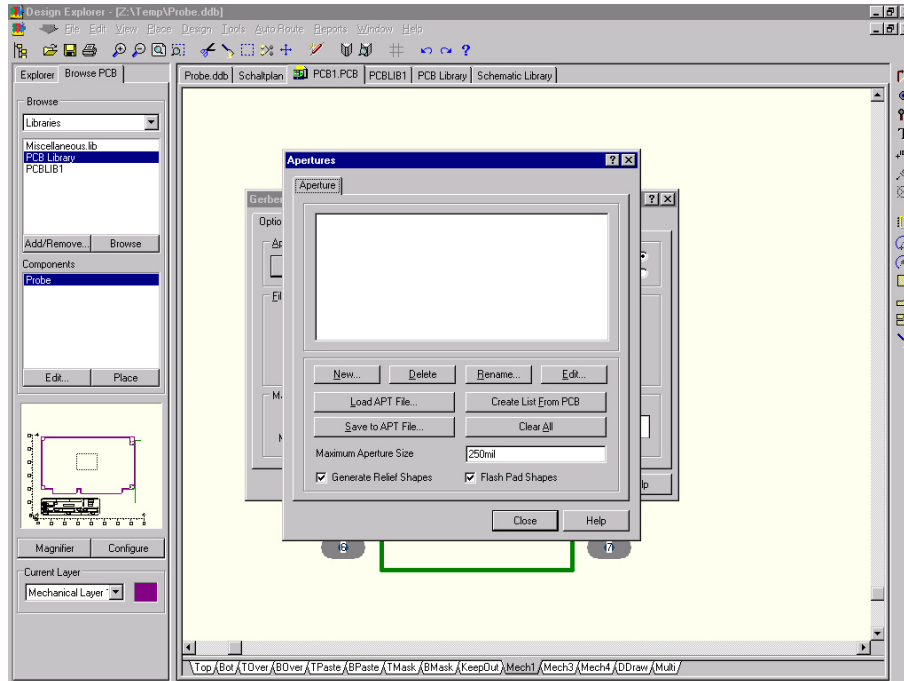 Design Explorer - [Z:\Temp\Probe.ddb]
File Edit View Place Design Tools Auto Route Reports Window Help
Explorer Browse PCB
Probe.ddb Schaltplan PCB1.PCB PCBLIB1 PCB Library Schematic Library
Browse
Libraries
Miscellaneous.lib
PCB Library
PCBLIB1
Add/Remove... Browse
Components
Probe
Edit... Place
Magnifier Configure
Current Layer
Mechanical Layer
Gerber
Optio
Ap
Fil
M
Apertures
Aperture
New... Delete Rename... Edit...
Load APT File... Create List From PCB
Save to APT File... Clear All
Maximum Aperture Size 250mil
Generate Relief Shapes Flash Pad Shapes
lp
Close Help
(6) (7)
Top Bot TOver BOver TPaste BPaste TMask BMask KeepOut Mech1 Mech3 Mech4 DDraw Multi